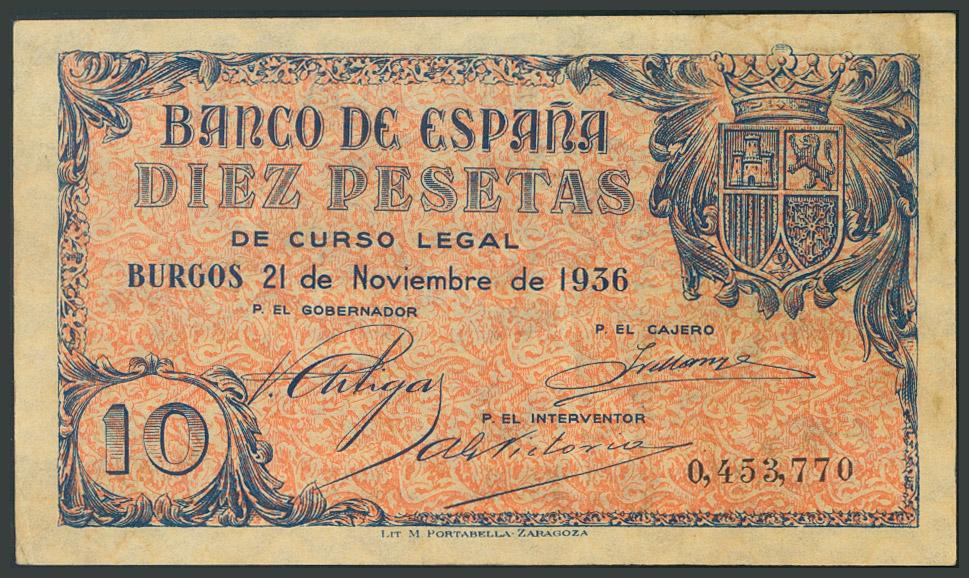 BANCO DE ESPAÑA
DIEZ PESETAS
DE CURSO LEGAL
BURGOS 21 de Noviembre de 1936
P. EL GOBERNADOR
P. EL CAJERO
P. EL INTERVENTOR
10
0,453,770
LIT. M. PORTABELLA-ZARAGOZA